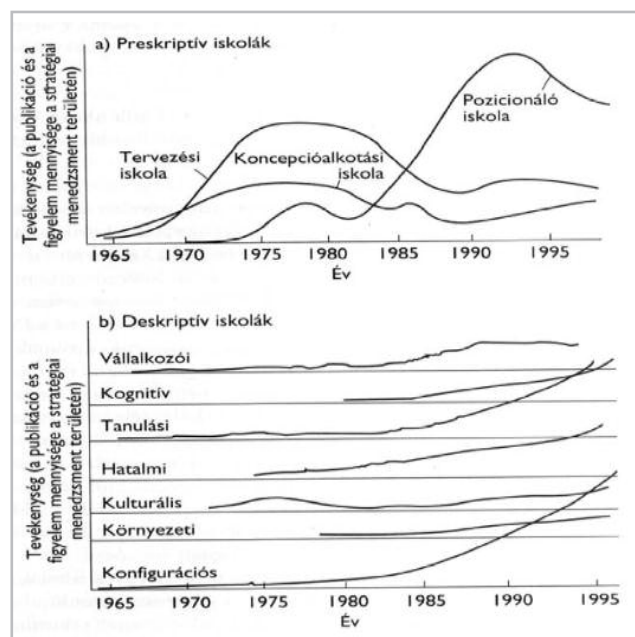 a) Preskriptív iskolák
Tevékenység (a publikáció és a
figyelem mennyisége a stratégiai
menedzsment területén)
Pozicionáló
iskola
Tervezési
iskola
Koncepcióalkotási
iskola
1965 1970 1975 1980 1985 1990 1995
Év
b) Deskriptív iskolák
Tevékenység (a publikáció és a
figyelem mennyisége a stratégiai
menedzsment területén)
Vállalkozói
Kognitív
Tanulási
Hatalmi
Kulturális
Környezeti
Konfigurációs
1965 1970 1975 1980 1985 1990 1995
Év